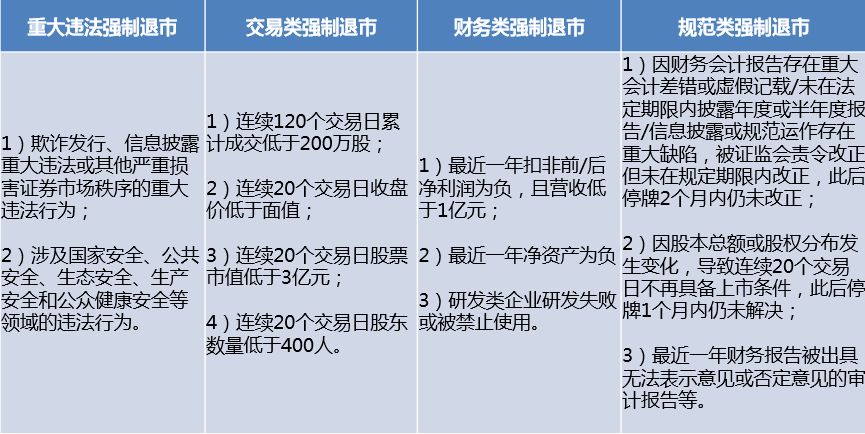 重大违法强制退市
交易类强制退市
财务类强制退市
规范类强制退市
1）欺诈发行、信息披露
重大违法或其他严重损
害证券市场秩序的重大
违法行为；
2）涉及国家安全、公共
安全、生态安全、生产
安全和公众健康安全等
领域的违法行为。
1）连续120个交易日累
计成交低于200万股；
2）连续20个交易日收盘
价低于面值；
3）连续20个交易日股票
市值低于3亿元；
4）连续20个交易日股东
数量低于400人。
1）最近一年扣非前/后
净利润为负，且营收低
于1亿元；
2）最近一年净资产为负
3）研发类企业研发失败
或被禁止使用。
1）因财务会计报告存在重大
会计差错或虚假记载/未在法
定期限内披露年度或半年度报
告/信息披露或规范运作存在
重大缺陷，被证监会责令改正
但未在规定期限内改正，此后
停牌2个月内仍未改正；
2）因股本总额或股权分布发
生变化，导致连续20个交易
日不再具备上市条件，此后停
牌1个月内仍未解决；
3）最近一年财务报告被出具
无法表示意见或否定意见的审
计报告等。